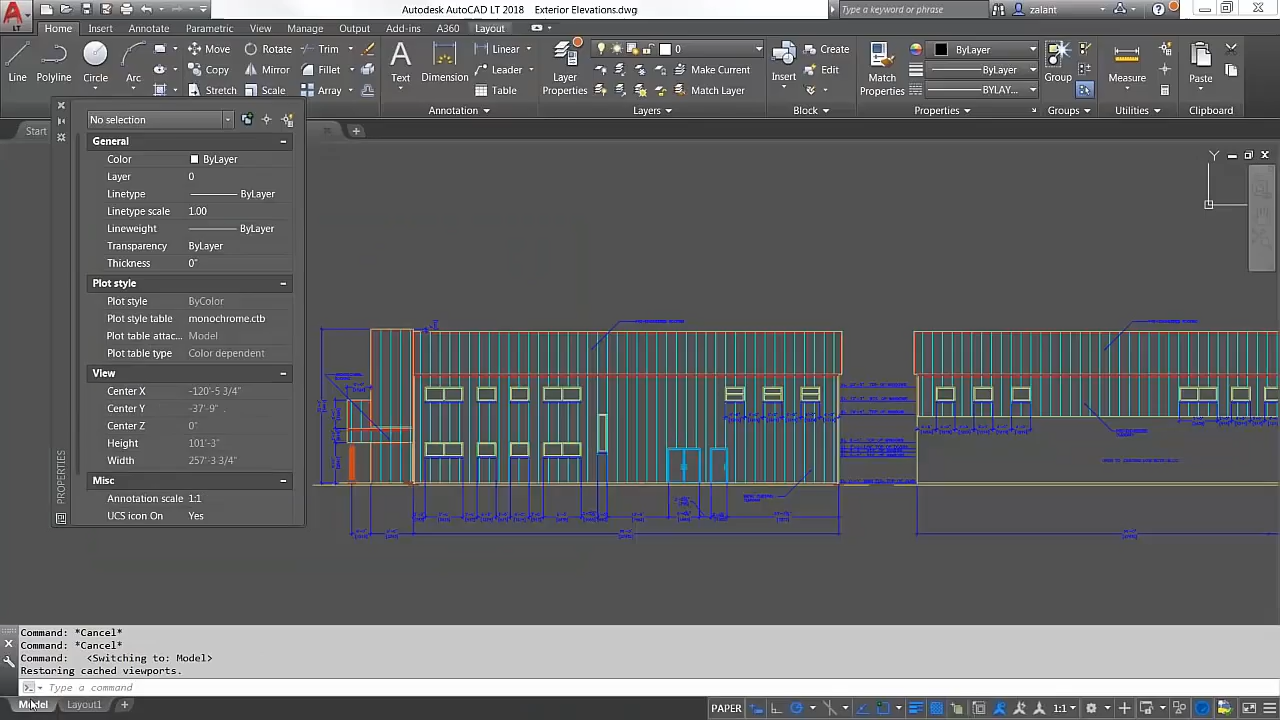 Autodesk AutoCAD LT 2018 Exterior Elevations.dwg
Type a keyword or phrase
zalant
LT
Home Insert Annotate Parametric View Manage Output Add-ins A360 Layout
Line Polyline Circle Arc
Move Rotate Trim
Copy Mirror Fillet
Stretch Scale Array
Text Dimension
Linear
Leader
Table
Annotation
Layer Properties
0
Make Current
Match Layer
Layers
Insert
Create
Edit
Block
Match Properties
ByLayer
ByLayer
BYLAY...
Properties
Group
Groups
Measure
Utilities
Paste
Clipboard
Start
No selection
General
Color ByLayer
Layer 0
Linetype ByLayer
Linetype scale 1.00
Lineweight ByLayer
Transparency ByLayer
Thickness 0"
Plot style
Plot style ByColor
Plot style table monochrome.ctb
Plot table attac... Model
Plot table type Color dependent
View
Center X -120'-5 3/4"
Center Y -37'-9"
Center Z 0"
Height 101'-3"
Width 257'-3 3/4"
Misc
Annotation scale 1:1
UCS icon On Yes
PROPERTIES
Y
Command: *Cancel*
Command: *Cancel*
Command: <Switching to: Model>
Restoring cached viewports.
Type a command
Model Layout1
PAPER
1:1